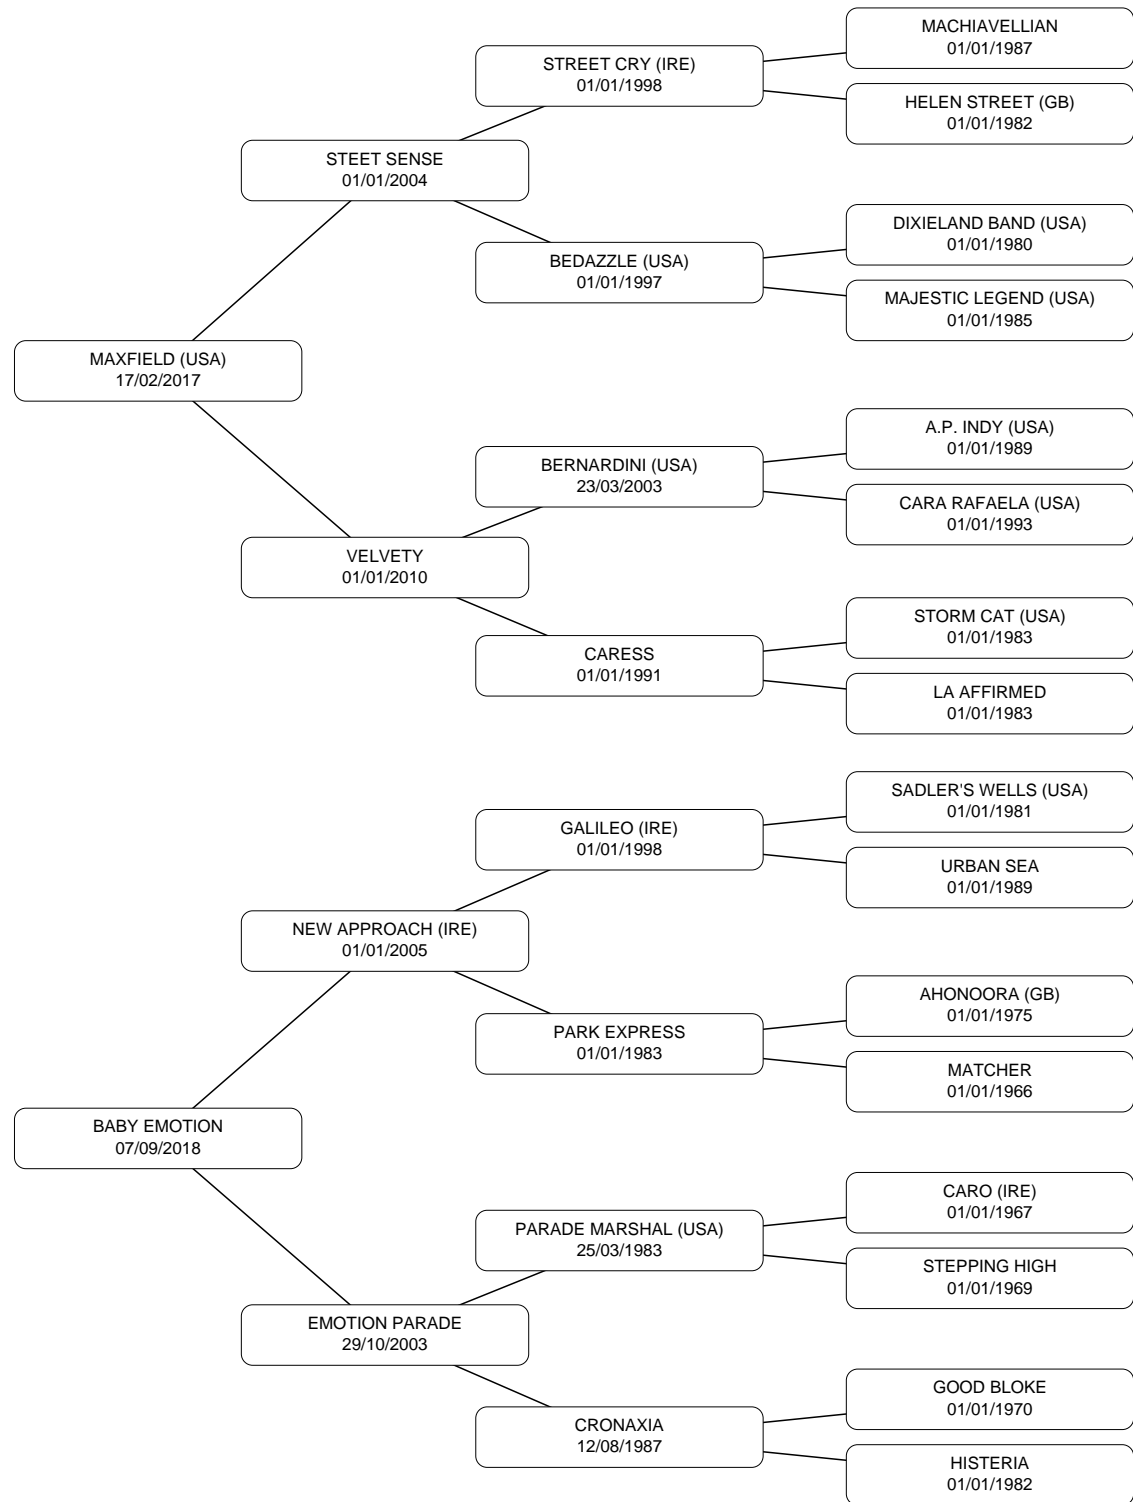 MACHIAVELLIAN
01/01/1987
STREET CRY (IRE)
01/01/1998
HELEN STREET (GB)
01/01/1982
STEET SENSE
01/01/2004
DIXIELAND BAND (USA)
01/01/1980
BEDAZZLE (USA)
01/01/1997
MAJESTIC LEGEND (USA)
01/01/1985
MAXFIELD (USA)
17/02/2017
A.P. INDY (USA)
01/01/1989
BERNARDINI (USA)
23/03/2003
CARA RAFAELA (USA)
01/01/1993
VELVETY
01/01/2010
STORM CAT (USA)
01/01/1983
CARESS
01/01/1991
LA AFFIRMED
01/01/1983
SADLER'S WELLS (USA)
01/01/1981
GALILEO (IRE)
01/01/1998
URBAN SEA
01/01/1989
NEW APPROACH (IRE)
01/01/2005
AHONOORA (GB)
01/01/1975
PARK EXPRESS
01/01/1983
MATCHER
01/01/1966
BABY EMOTION
07/09/2018
CARO (IRE)
01/01/1967
PARADE MARSHAL (USA)
25/03/1983
STEPPING HIGH
01/01/1969
EMOTION PARADE
29/10/2003
GOOD BLOKE
01/01/1970
CRONAXIA
12/08/1987
HISTERIA
01/01/1982